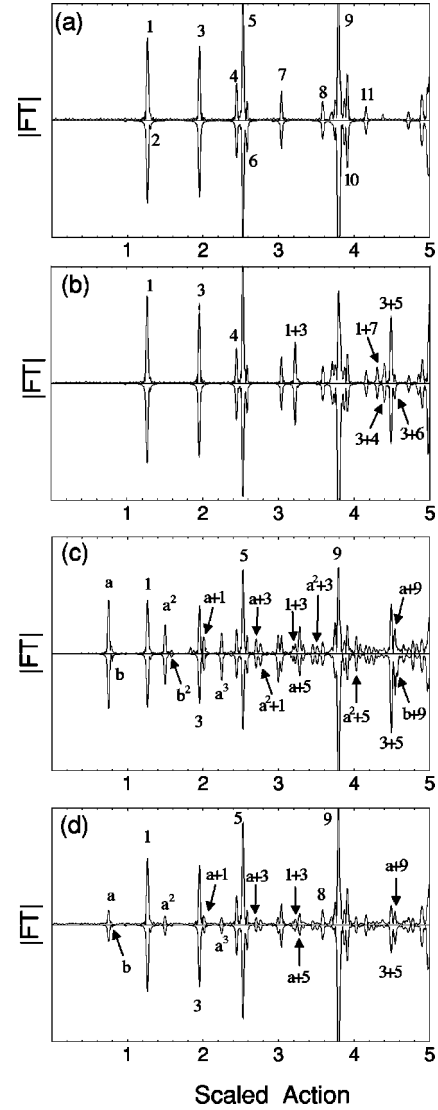 (a)
1
3
5
9
4
7
8
11
2
6
10
|FT|
1 2 3 4 5
(b)
1
3
3+5
4
1+3
1+7
3+4
3+6
|FT|
1 2 3 4 5
(c)
5
9
a
1
a²
a+1
a+3
1+3
a²+3
a+9
b
b²
3
a³
a²+1
a+5
a²+5
b+9
3+5
|FT|
1 2 3 4 5
(d)
5
9
1
a
a²
a+1
a+3
1+3
8
a+9
b
3
a³
a+5
3+5
|FT|
1 2 3 4 5
Scaled Action